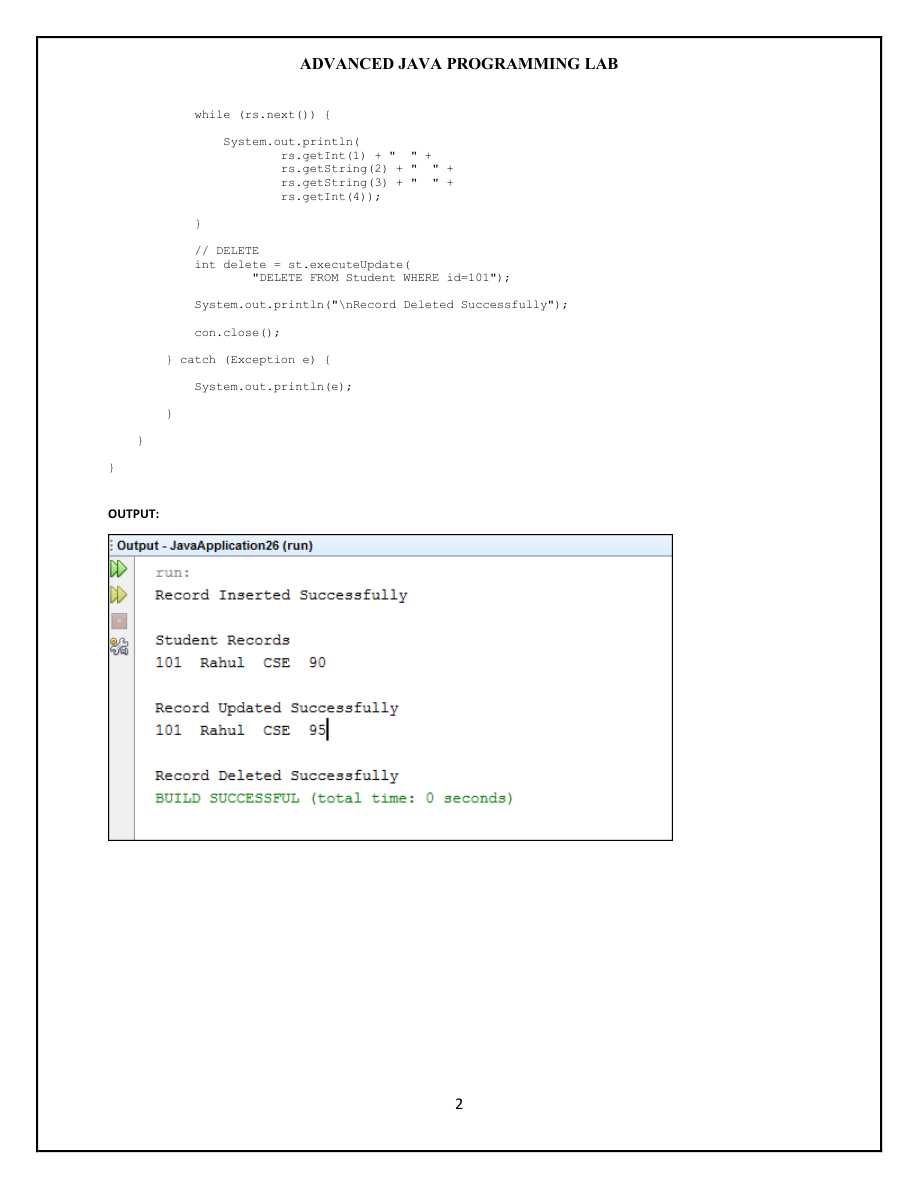 ADVANCED JAVA PROGRAMMING LAB
while (rs.next()) {
System.out.println(
rs.getInt(1) + "  " +
rs.getString(2) + "  " +
rs.getString(3) + "  " +
rs.getInt(4));
}
// DELETE
int delete = st.executeUpdate(
"DELETE FROM Student WHERE id=101");
System.out.println("\nRecord Deleted Successfully");
con.close();
} catch (Exception e) {
System.out.println(e);
}
}
}
OUTPUT:
Output - JavaApplication26 (run)
run:
Record Inserted Successfully
Student Records
101  Rahul  CSE  90
Record Updated Successfully
101  Rahul  CSE  95
Record Deleted Successfully
BUILD SUCCESSFUL (total time: 0 seconds)
2